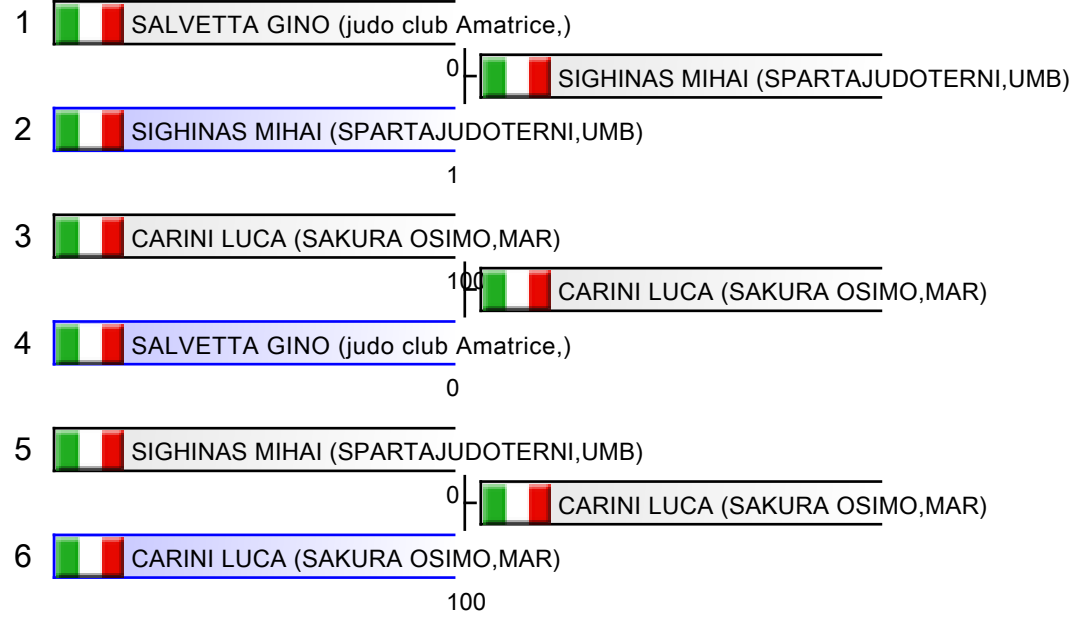 1 SALVETTA GINO (judo club Amatrice,)
0 SIGHINAS MIHAI (SPARTAJUDOTERNI,UMB)
2 SIGHINAS MIHAI (SPARTAJUDOTERNI,UMB)
1
3 CARINI LUCA (SAKURA OSIMO,MAR)
100 CARINI LUCA (SAKURA OSIMO,MAR)
4 SALVETTA GINO (judo club Amatrice,)
0
5 SIGHINAS MIHAI (SPARTAJUDOTERNI,UMB)
0 CARINI LUCA (SAKURA OSIMO,MAR)
6 CARINI LUCA (SAKURA OSIMO,MAR)
100